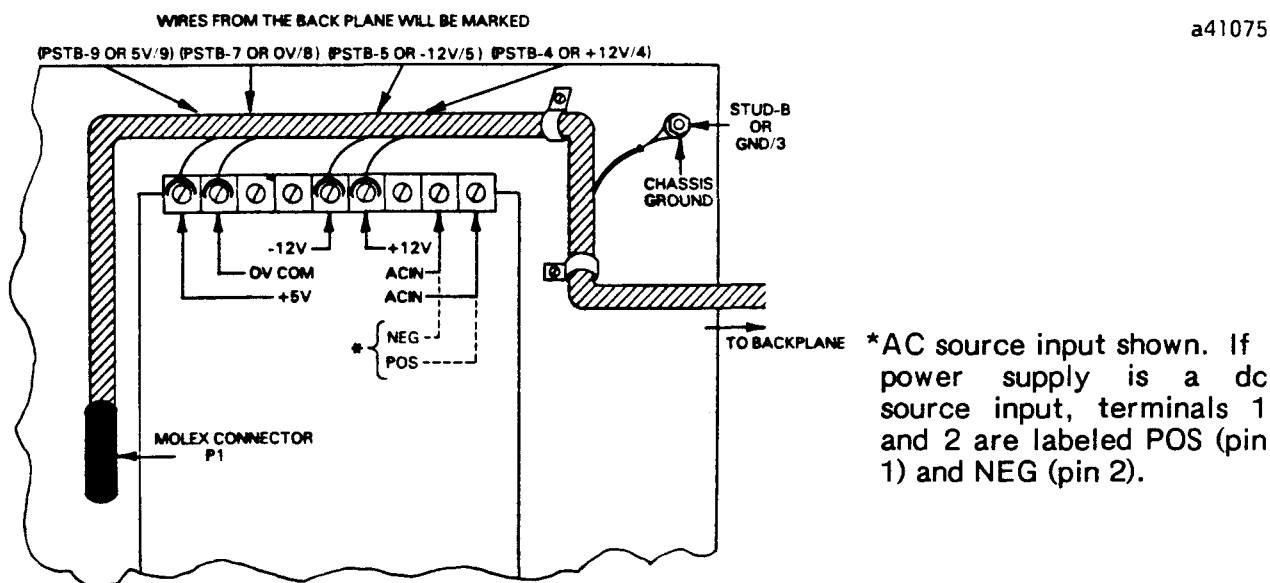 WIRES FROM THE BACK PLANE WILL BE MARKED
a41075
(PSTB-9 OR 5V/9) (PSTB-7 OR 0V/8) (PSTB-5 OR -12V/5) (PSTB-4 OR +12V/4)
STUD-B
OR
GND/3
CHASSIS
GROUND
-12V
+12V
0V COM
ACIN
+5V
ACIN
* { NEG
POS
TO BACKPLANE
MOLEX CONNECTOR
P1
*AC source input shown. If
power supply is a dc
source input, terminals 1
and 2 are labeled POS (pin
1) and NEG (pin 2).